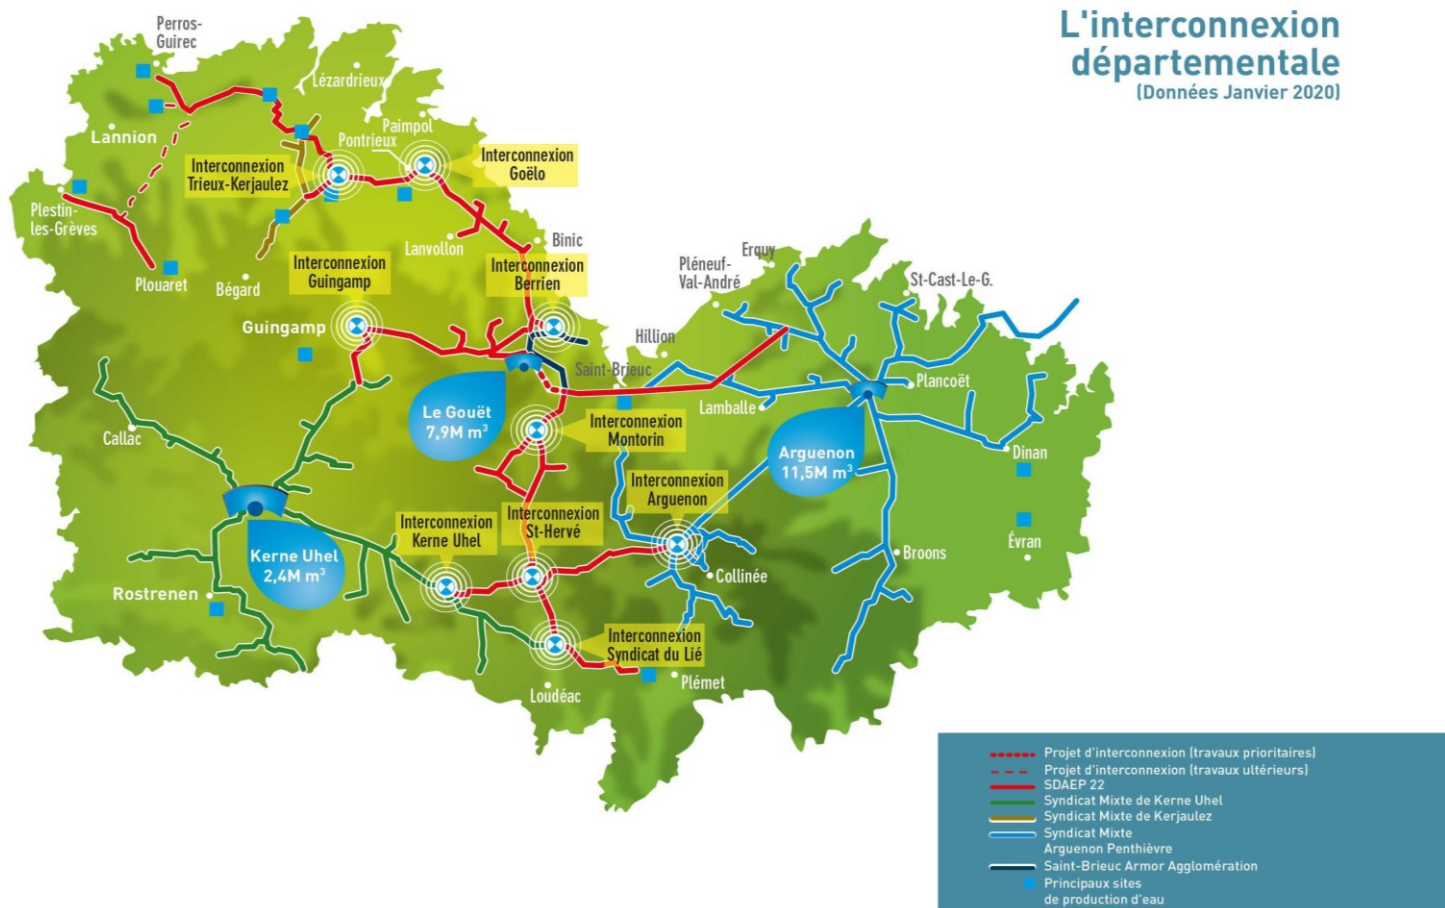 L'interconnexion
départementale
(Données Janvier 2020)
Perros-
Guirec
Lézardrieux
Lannion
Paimpol
Pontrieux
Interconnexion
Trieux-Kerjaulez
Interconnexion
Goëlo
Plestin-
les-Grèves
Lanvollon
Binic
Erquy
Plouaret
Bégard
Interconnexion
Guingamp
Interconnexion
Berrien
Pléneuf-
Val-André
St-Cast-Le-G.
Guingamp
Hillion
Saint-Brieuc
Plancoët
Lamballe
Le Gouët
7,9M m³
Callac
Interconnexion
Montorin
Arguenon
11,5M m³
Dinan
Interconnexion
Arguenon
Interconnexion
Kerne Uhel
Interconnexion
St-Hervé
Kerne Uhel
2,4M m³
Broons
Évran
Collinée
Rostrenen
Interconnexion
Syndicat du Lié
Plémet
Loudéac
Projet d'interconnexion (travaux prioritaires)
Projet d'interconnexion (travaux ultérieurs)
SDAEP 22
Syndicat Mixte de Kerne Uhel
Syndicat Mixte de Kerjaulez
Syndicat Mixte
Arguenon Penthièvre
Saint-Brieuc Armor Agglomération
Principaux sites
de production d'eau